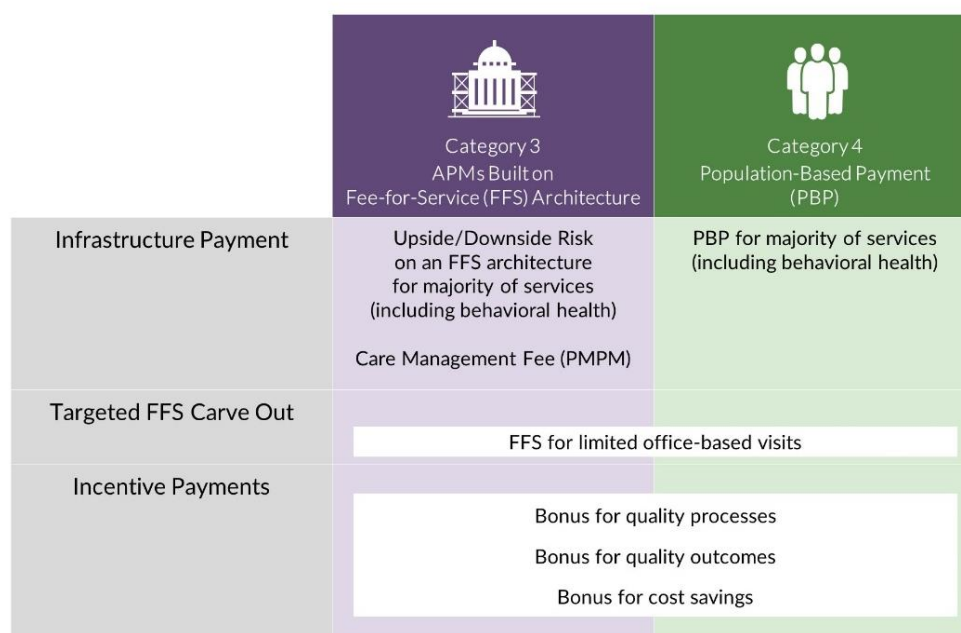 Category 3
APMs Built on
Fee-for-Service (FFS) Architecture
Category 4
Population-Based Payment
(PBP)
Infrastructure Payment
Upside/Downside Risk
on an FFS architecture
for majority of services
(including behavioral health)
Care Management Fee (PMPM)
PBP for majority of services
(including behavioral health)
Targeted FFS Carve Out
FFS for limited office-based visits
Incentive Payments
Bonus for quality processes
Bonus for quality outcomes
Bonus for cost savings